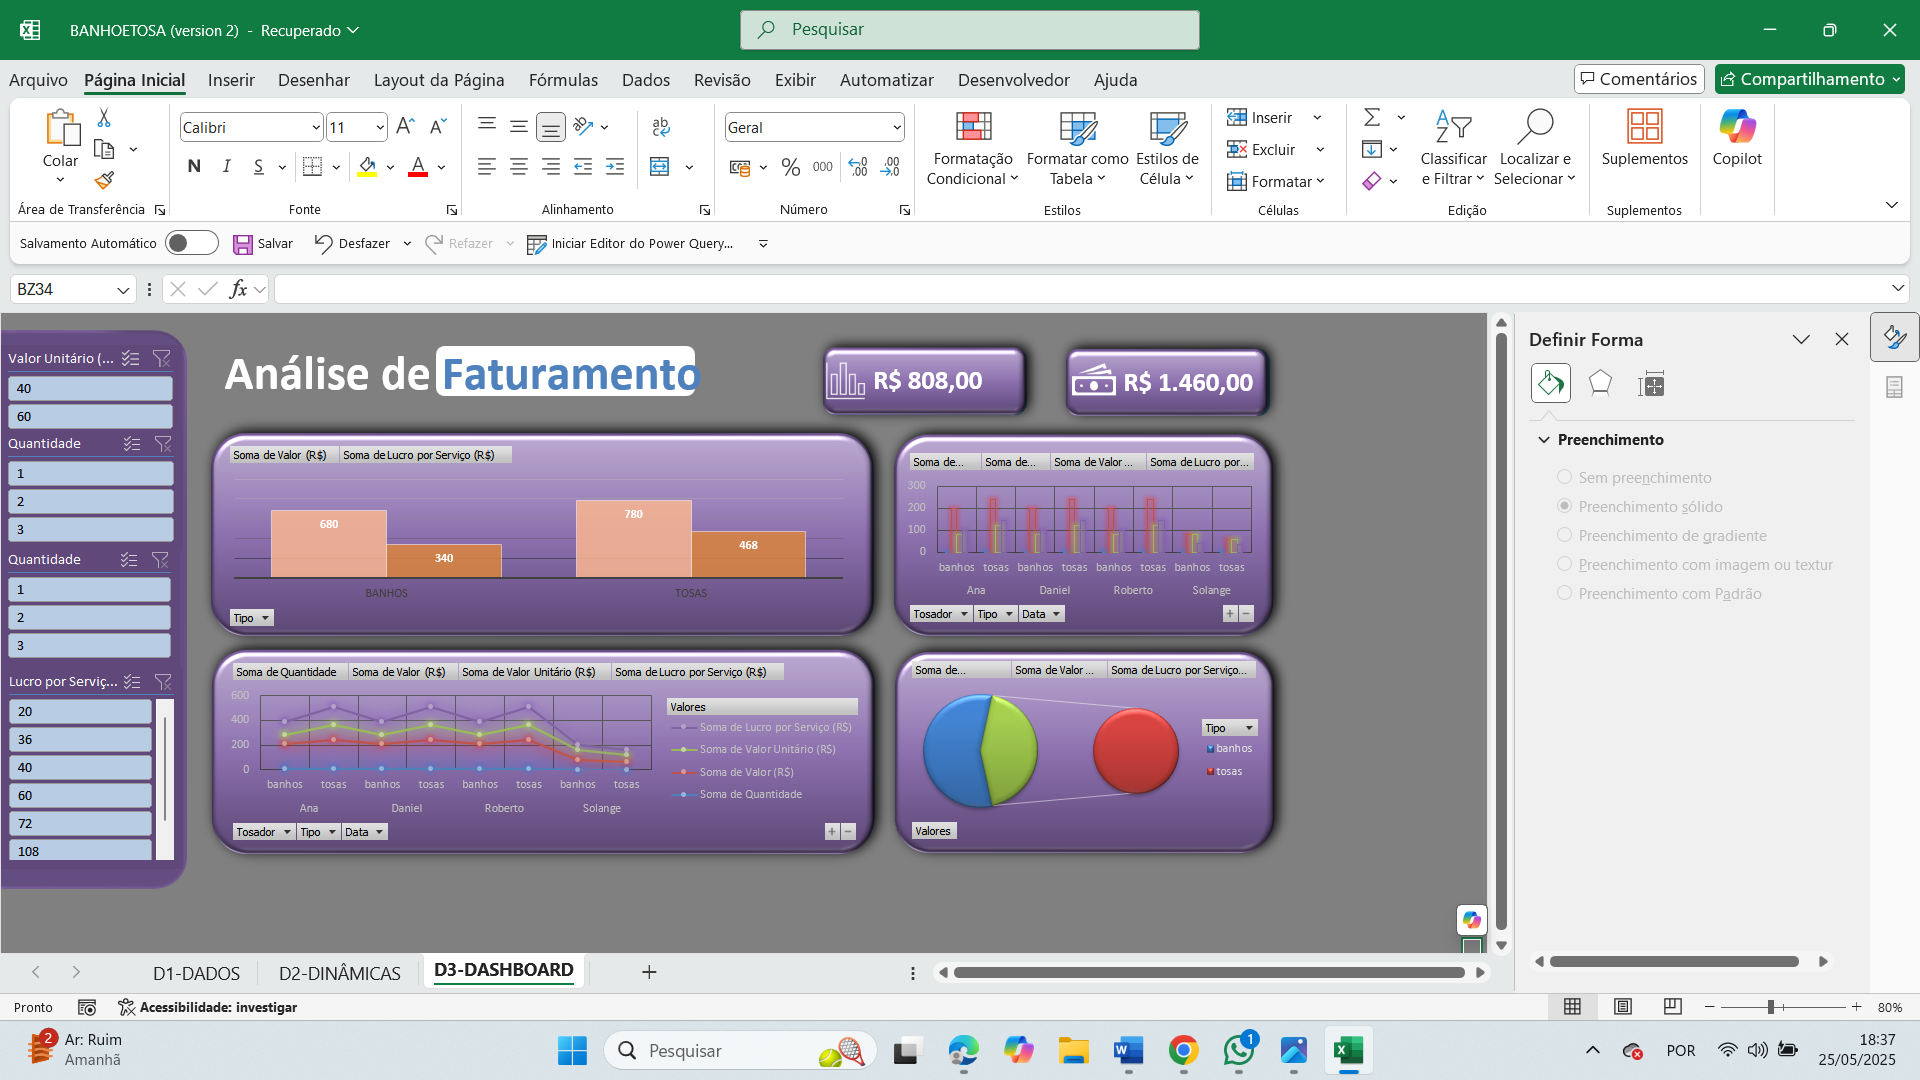 BANHOETOSA (version 2) - Recuperado
Pesquisar
Arquivo Página Inicial Inserir Desenhar Layout da Página Fórmulas Dados Revisão Exibir Automatizar Desenvolvedor Ajuda
Comentários Compartilhamento
Colar
Área de Transferência
Calibri 11
N I S
Fonte
Alinhamento
Geral
% 000
Número
Formatação Condicional
Formatar como Tabela
Estilos de Célula
Estilos
Inserir
Excluir
Formatar
Células
Classificar e Filtrar
Localizar e Selecionar
Edição
Suplementos
Suplementos
Copilot
Salvamento Automático Salvar Desfazer Refazer Iniciar Editor do Power Query...
BZ34 fx
Valor Unitário (...
40
60
Quantidade
1
2
3
Quantidade
1
2
3
Lucro por Serviç...
20
36
40
60
72
108
Análise de Faturamento
R$ 808,00
R$ 1.460,00
Soma de Valor (R$) Soma de Lucro por Serviço (R$)
680 340 780 468
BANHOS TOSAS
Tipo
Soma de... Soma de... Soma de Valor ... Soma de Lucro por...
300
200
100
0
banhos tosas banhos tosas banhos tosas banhos tosas
Ana Daniel Roberto Solange
Tosador Tipo Data + −
Soma de Quantidade Soma de Valor (R$) Soma de Valor Unitário (R$) Soma de Lucro por Serviço (R$)
600
400
200
0
banhos tosas banhos tosas banhos tosas banhos tosas
Ana Daniel Roberto Solange
Valores
Soma de Lucro por Serviço (R$)
Soma de Valor Unitário (R$)
Soma de Valor (R$)
Soma de Quantidade
Tosador Tipo Data + −
Soma de... Soma de Valor ... Soma de Lucro por Serviço...
Tipo
banhos
tosas
Valores
Definir Forma
Preenchimento
Sem preenchimento
Preenchimento sólido
Preenchimento de gradiente
Preenchimento com imagem ou textur
Preenchimento com Padrão
D1-DADOS D2-DINÂMICAS D3-DASHBOARD +
Pronto Acessibilidade: investigar
80%
2
Ar: Ruim
Amanhã
Pesquisar
1
POR
18:37
25/05/2025